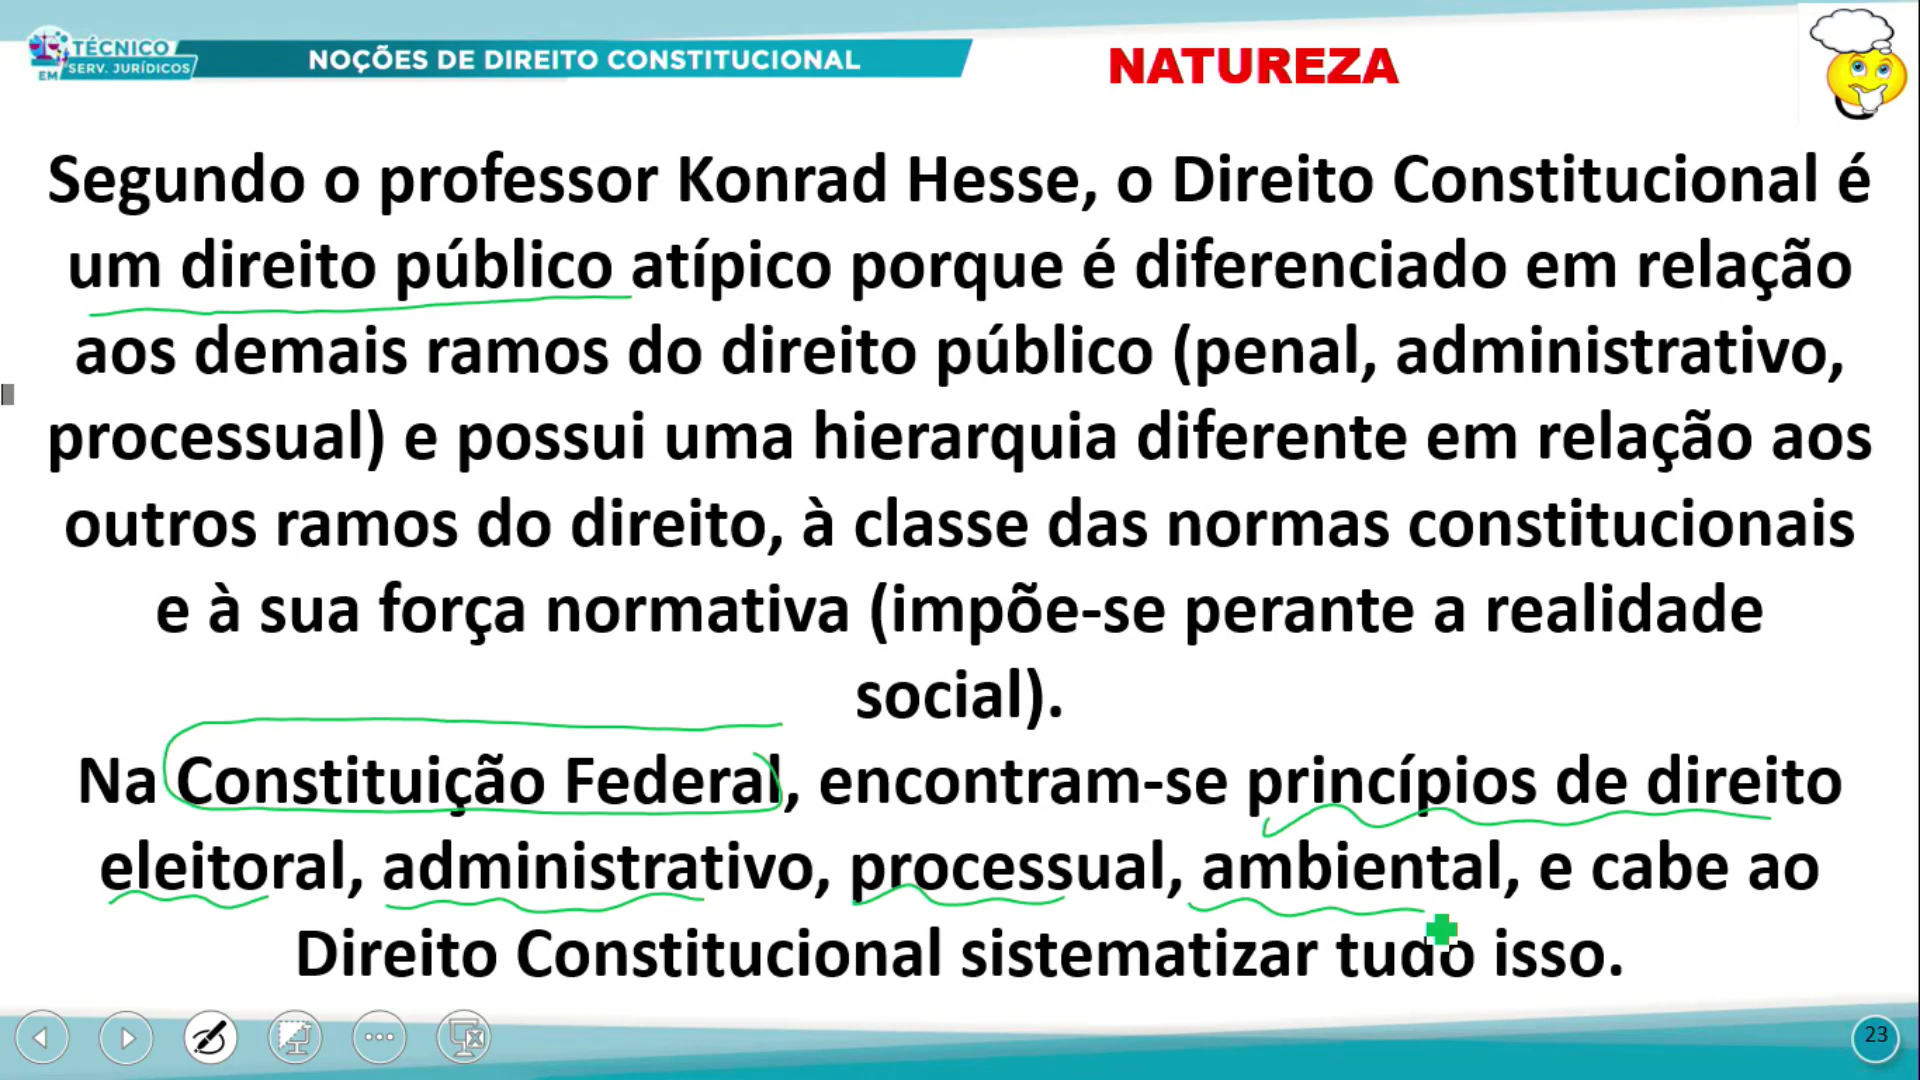 TÉCNICO
EM SERV. JURÍDICOS
NOÇÕES DE DIREITO CONSTITUCIONAL
NATUREZA
Segundo o professor Konrad Hesse, o Direito Constitucional é
um direito público atípico porque é diferenciado em relação
aos demais ramos do direito público (penal, administrativo,
processual) e possui uma hierarquia diferente em relação aos
outros ramos do direito, à classe das normas constitucionais
e à sua força normativa (impõe-se perante a realidade
social).
Na Constituição Federal, encontram-se princípios de direito
eleitoral, administrativo, processual, ambiental, e cabe ao
Direito Constitucional sistematizar tudo isso.
23